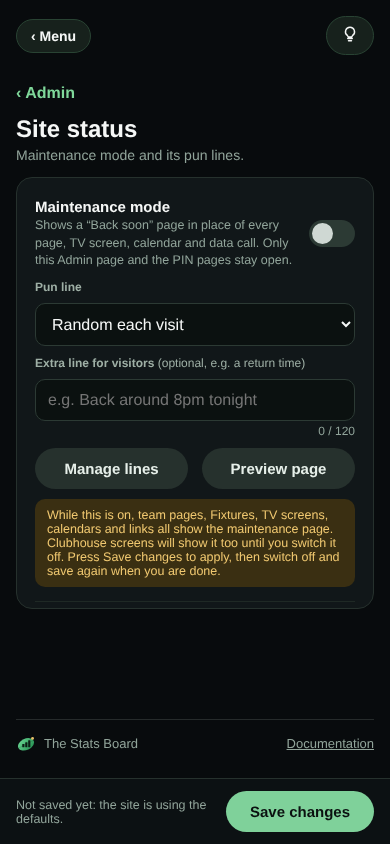 ‹ Menu
‹ Admin
Site status
Maintenance mode and its pun lines.
Maintenance mode
Shows a “Back soon” page in place of every
page, TV screen, calendar and data call. Only
this Admin page and the PIN pages stay open.
Pun line
Random each visit
Extra line for visitors (optional, e.g. a return time)
e.g. Back around 8pm tonight
0 / 120
Manage lines
Preview page
While this is on, team pages, Fixtures, TV screens,
calendars and links all show the maintenance page.
Clubhouse screens will show it too until you switch it
off. Press Save changes to apply, then switch off and
save again when you are done.
The Stats Board
Documentation
Not saved yet: the site is using the
defaults.
Save changes